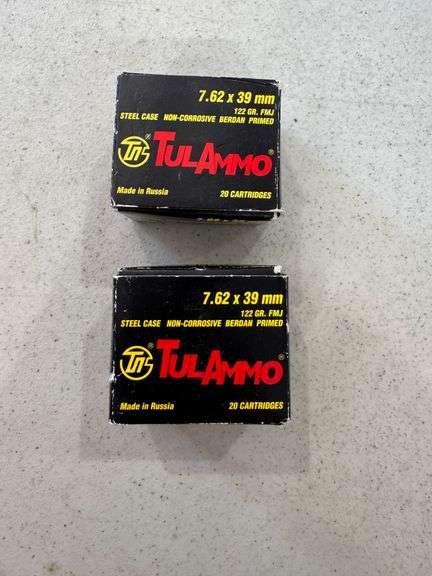 7.62 x 39 mm
122 GR. FMJ
STEEL CASE NON-CORROSIVE BERDAN PRIMED
TULAMMO®
Made in Russia
20 CARTRIDGES
7.62 x 39 mm
122 GR. FMJ
STEEL CASE NON-CORROSIVE BERDAN PRIMED
TULAMMO®
Made in Russia
20 CARTRIDGES